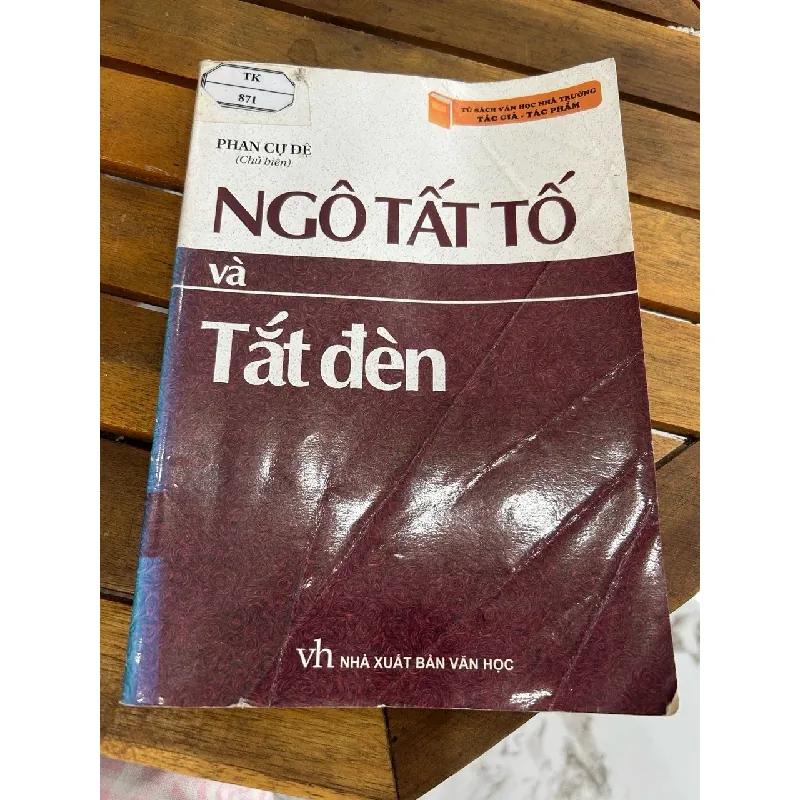 TK
871
TỦ SÁCH VĂN HỌC NHÀ TRƯỜNG
TÁC GIẢ - TÁC PHẨM
PHAN CỰ ĐỆ
(Chủ biên)
NGÔ TẤT TỐ
và
Tắt đèn
vh NHÀ XUẤT BẢN VĂN HỌC